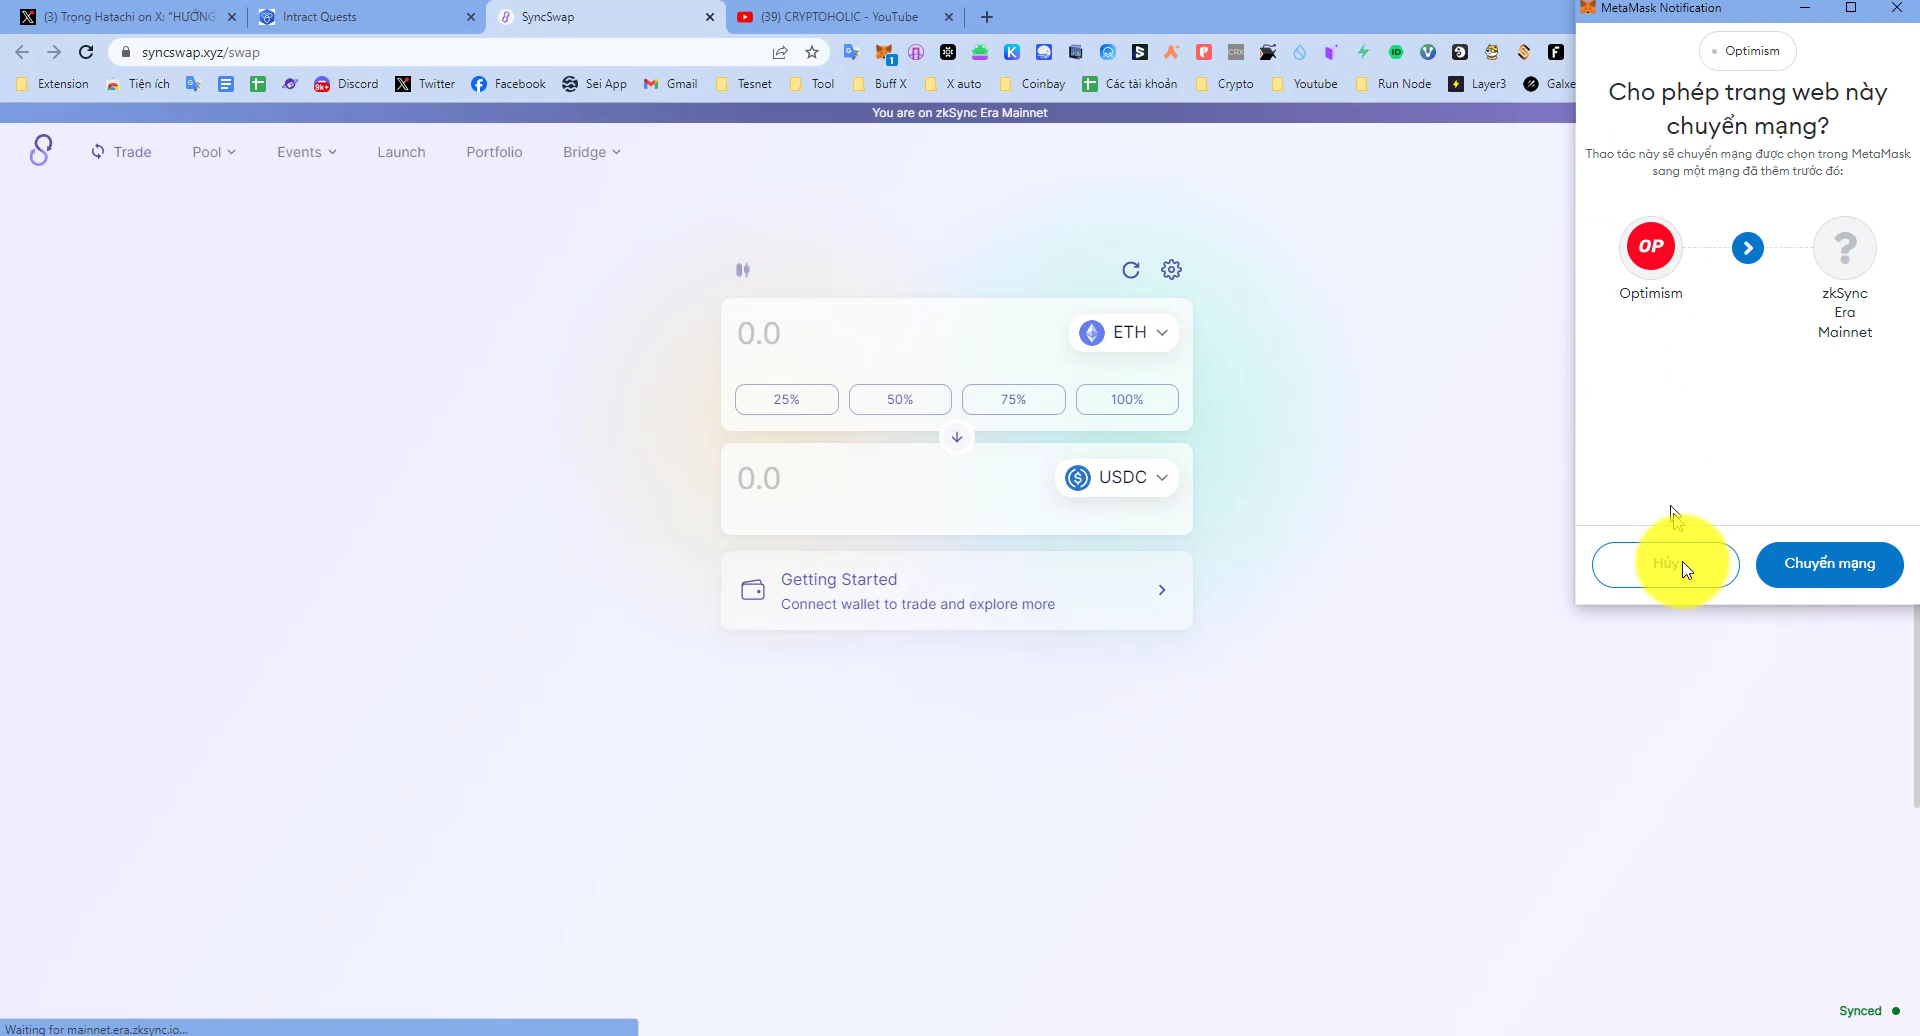 (3) Trọng Hatachi on X: "HƯỚNG
Intract Quests
SyncSwap
(39) CRYPTOHOLIC - YouTube
syncswap.xyz/swap
1
CRX
ID
Extension
Tiện ích
9k+
Discord
Twitter
Facebook
Sei App
Gmail
Tesnet
Tool
Buff X
X auto
Coinbay
Các tài khoản
Crypto
Youtube
Run Node
Layer3
Galxe
You are on zkSync Era Mainnet
Trade
Pool
Events
Launch
Portfolio
Bridge
0.0
ETH
25%
50%
75%
100%
0.0
USDC
Getting Started
Connect wallet to trade and explore more
MetaMask Notification
Optimism
Cho phép trang web này
chuyển mạng?
Thao tác này sẽ chuyển mạng được chọn trong MetaMask
sang một mạng đã thêm trước đó:
OP
?
Optimism
zkSync
Era
Mainnet
Hủy
Chuyển mạng
Synced
Waiting for mainnet.era.zksync.io...